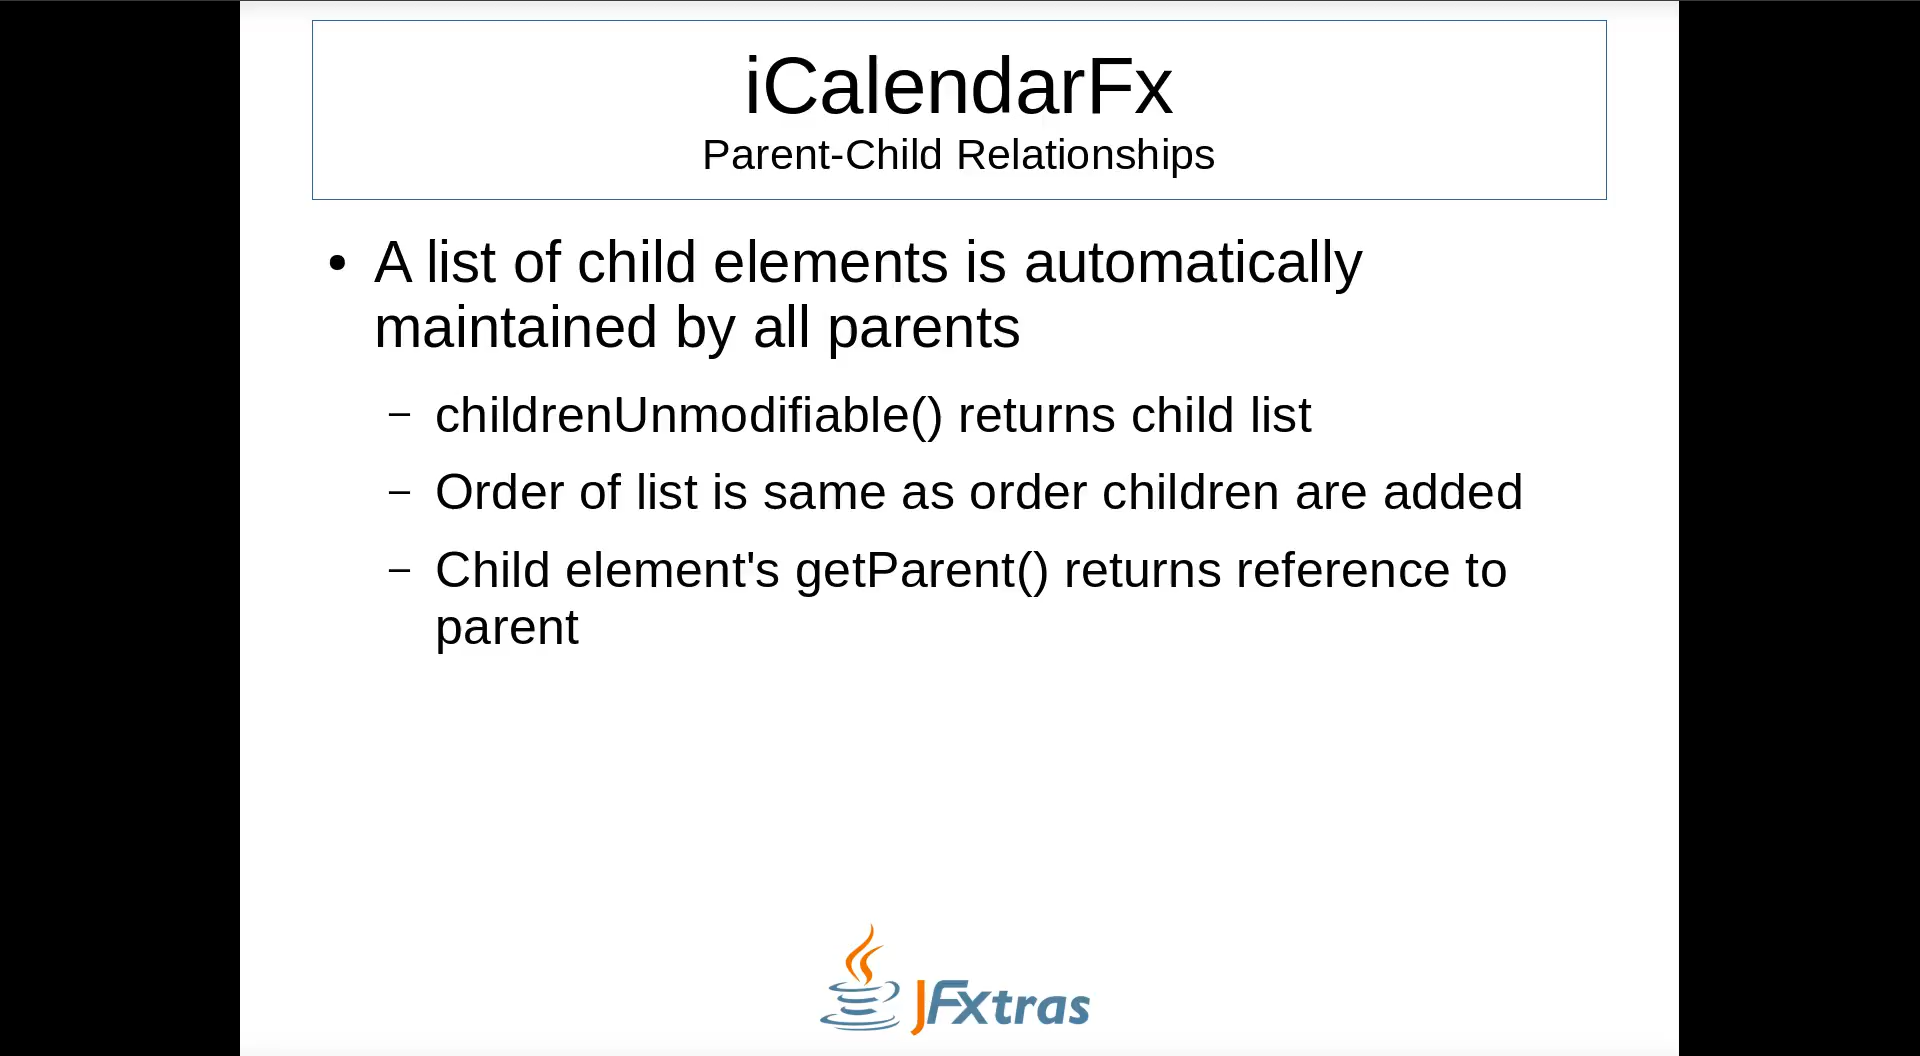 iCalendarFx
Parent-Child Relationships
• A list of child elements is automatically
maintained by all parents
– childrenUnmodifiable() returns child list
– Order of list is same as order children are added
– Child element's getParent() returns reference to
parent
JFXtras